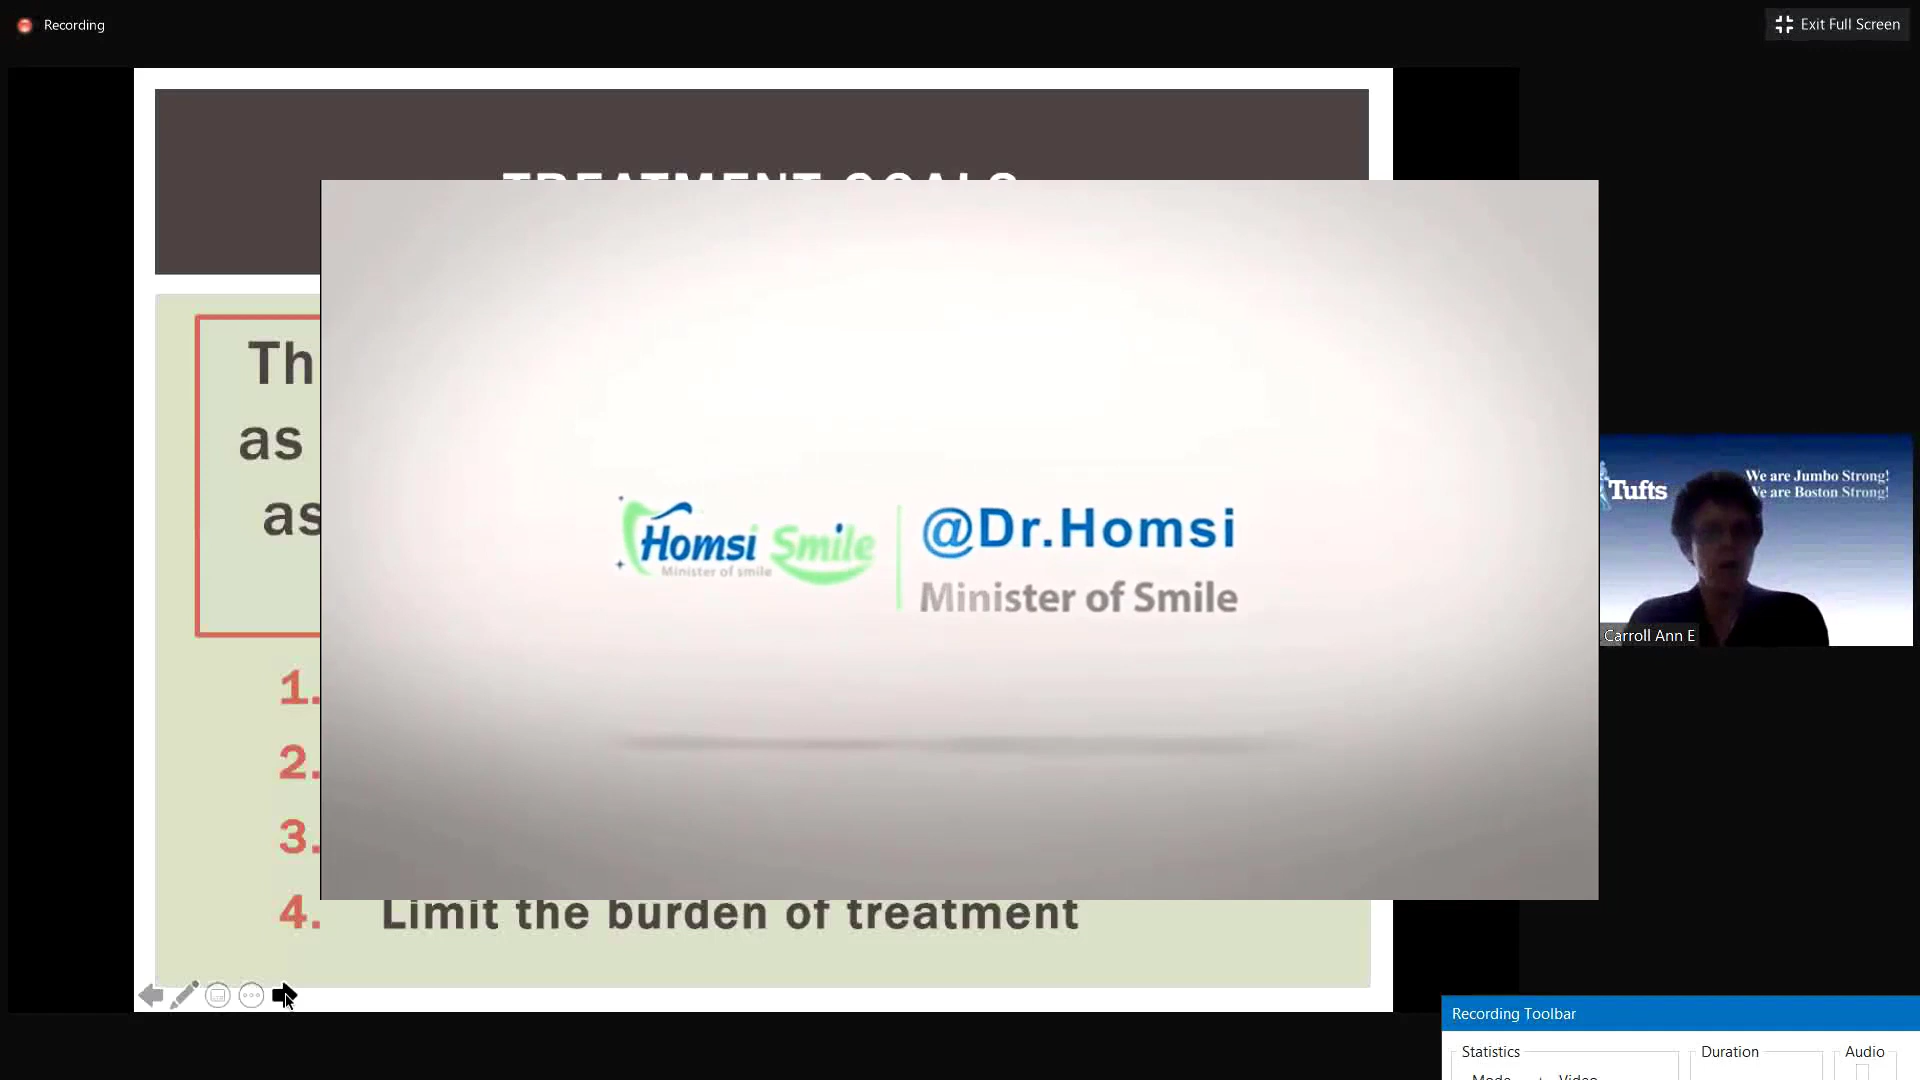 Recording
Exit Full Screen
TREATMENT GOALS
Th
as
as
1.
2.
3.
4. Limit the burden of treatment
Homsi Smile
Minister of smile
@Dr.Homsi
Minister of Smile
Tufts
We are Jumbo Strong!
We are Boston Strong!
Carroll Ann E
Recording Toolbar
Statistics
Duration
Audio
Mode
Video